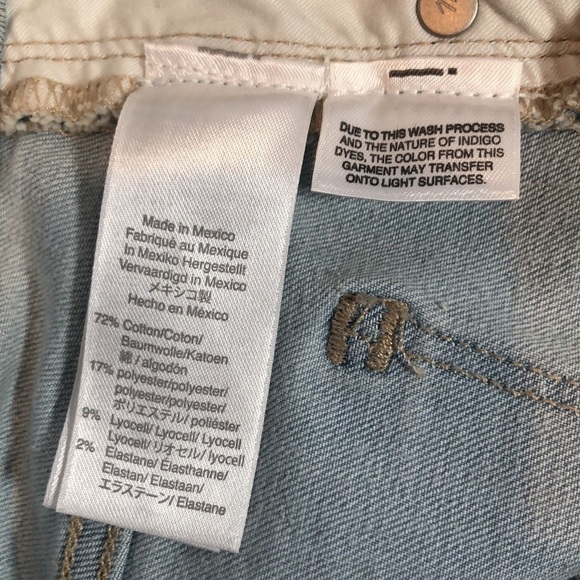 Made in Mexico
Fabriqué au Mexique
In Mexiko Hergestellt
Vervaardigd in Mexico
メキシコ製
Hecho en México
72% Cotton/Coton/
Baumwolle/Katoen
綿 / algodón
17% polyester/polyester/
polyester/polyester/
ポリエステル/ poliéster
9% Lyocell/ Lyocell/ Lyocell
Lyocell/ リオセル/ lyocell
2% Elastane/ Élasthanne/
Elastan/ Elastaan/
エラステーン/ Elastane
DUE TO THIS WASH PROCESS
AND THE NATURE OF INDIGO
DYES, THE COLOR FROM THIS
GARMENT MAY TRANSFER
ONTO LIGHT SURFACES.